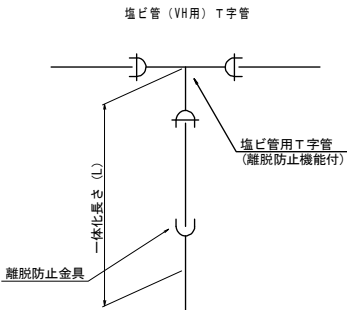 塩ビ管（VH用）T字管
塩ビ管用T字管
（離脱防止機能付）
一体化長さ（L）
離脱防止金具